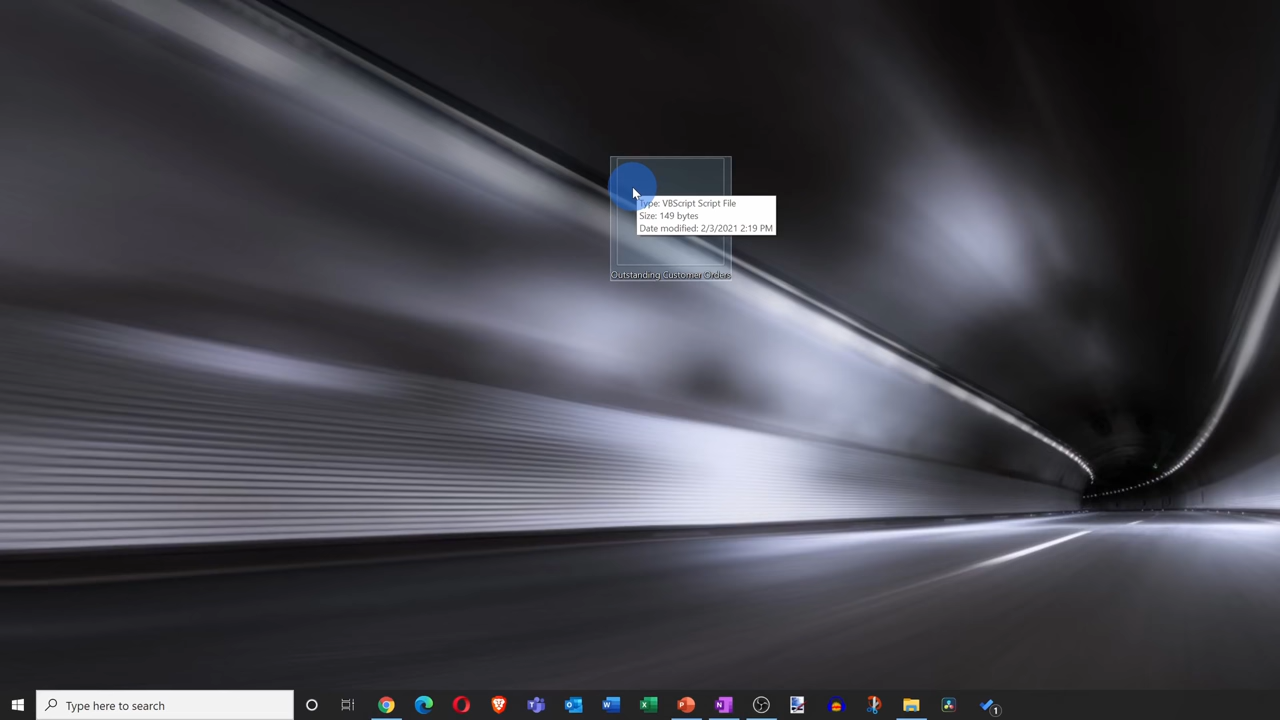 Type: VBScript Script File
Size: 149 bytes
Date modified: 2/3/2021 2:19 PM
Outstanding Customer Orders
Type here to search
1